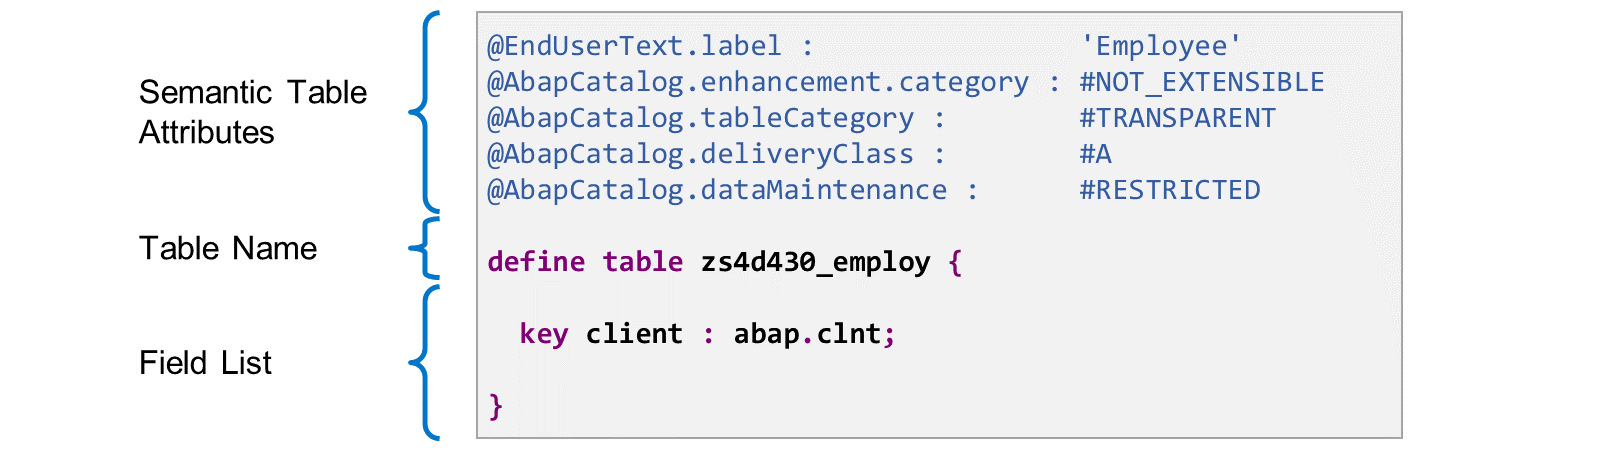 Semantic Table
Attributes
Table Name
Field List
@EndUserText.label : 'Employee'
@AbapCatalog.enhancement.category : #NOT_EXTENSIBLE
@AbapCatalog.tableCategory : #TRANSPARENT
@AbapCatalog.deliveryClass : #A
@AbapCatalog.dataMaintenance : #RESTRICTED
define table zs4d430_employ {
key client : abap.clnt;
}